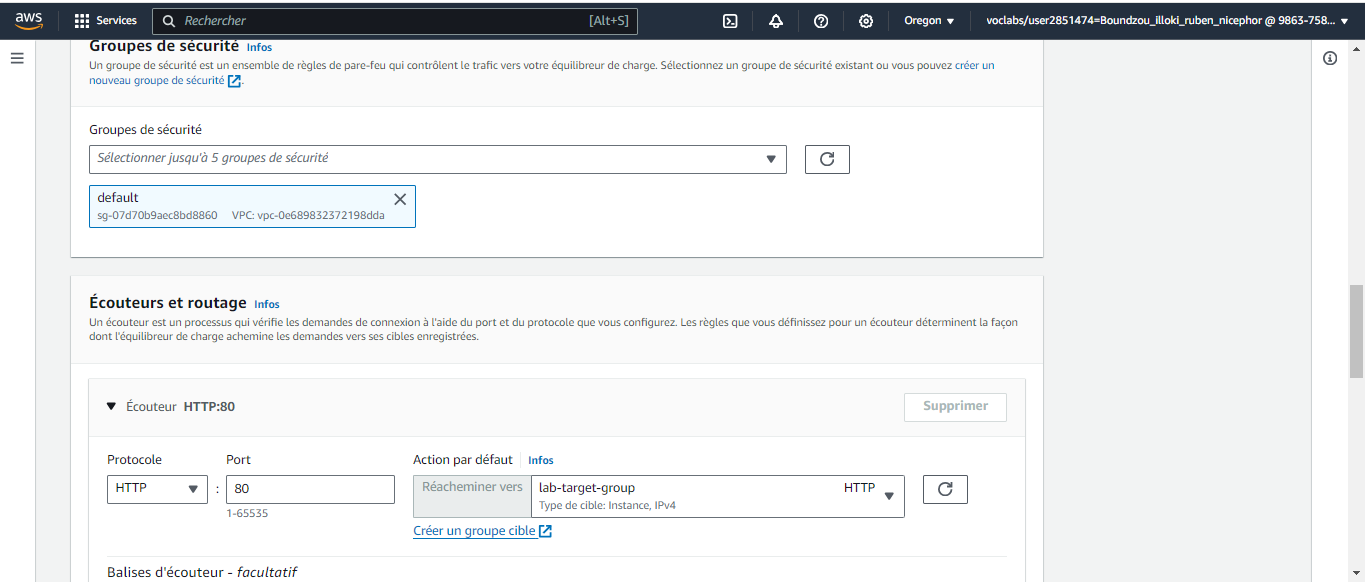 aws
Services
Rechercher
[Alt+S]
Oregon
voclabs/user2851474=Boundzou_illoki_ruben_nicephor @ 9863-758...
Groupes de sécurité Infos
Un groupe de sécurité est un ensemble de règles de pare-feu qui contrôlent le trafic vers votre équilibreur de charge. Sélectionnez un groupe de sécurité existant ou vous pouvez créer un
nouveau groupe de sécurité.
Groupes de sécurité
Sélectionner jusqu'à 5 groupes de sécurité
default
sg-07d70b9aec8bd8860 VPC: vpc-0e689832372198dda
Écouteurs et routage Infos
Un écouteur est un processus qui vérifie les demandes de connexion à l'aide du port et du protocole que vous configurez. Les règles que vous définissez pour un écouteur déterminent la façon
dont l'équilibreur de charge achemine les demandes vers ses cibles enregistrées.
Écouteur HTTP:80
Supprimer
Protocole Port Action par défaut Infos
HTTP : 80 Réacheminer vers lab-target-group HTTP
Type de cible: Instance, IPv4
1-65535
Créer un groupe cible
Balises d'écouteur - facultatif